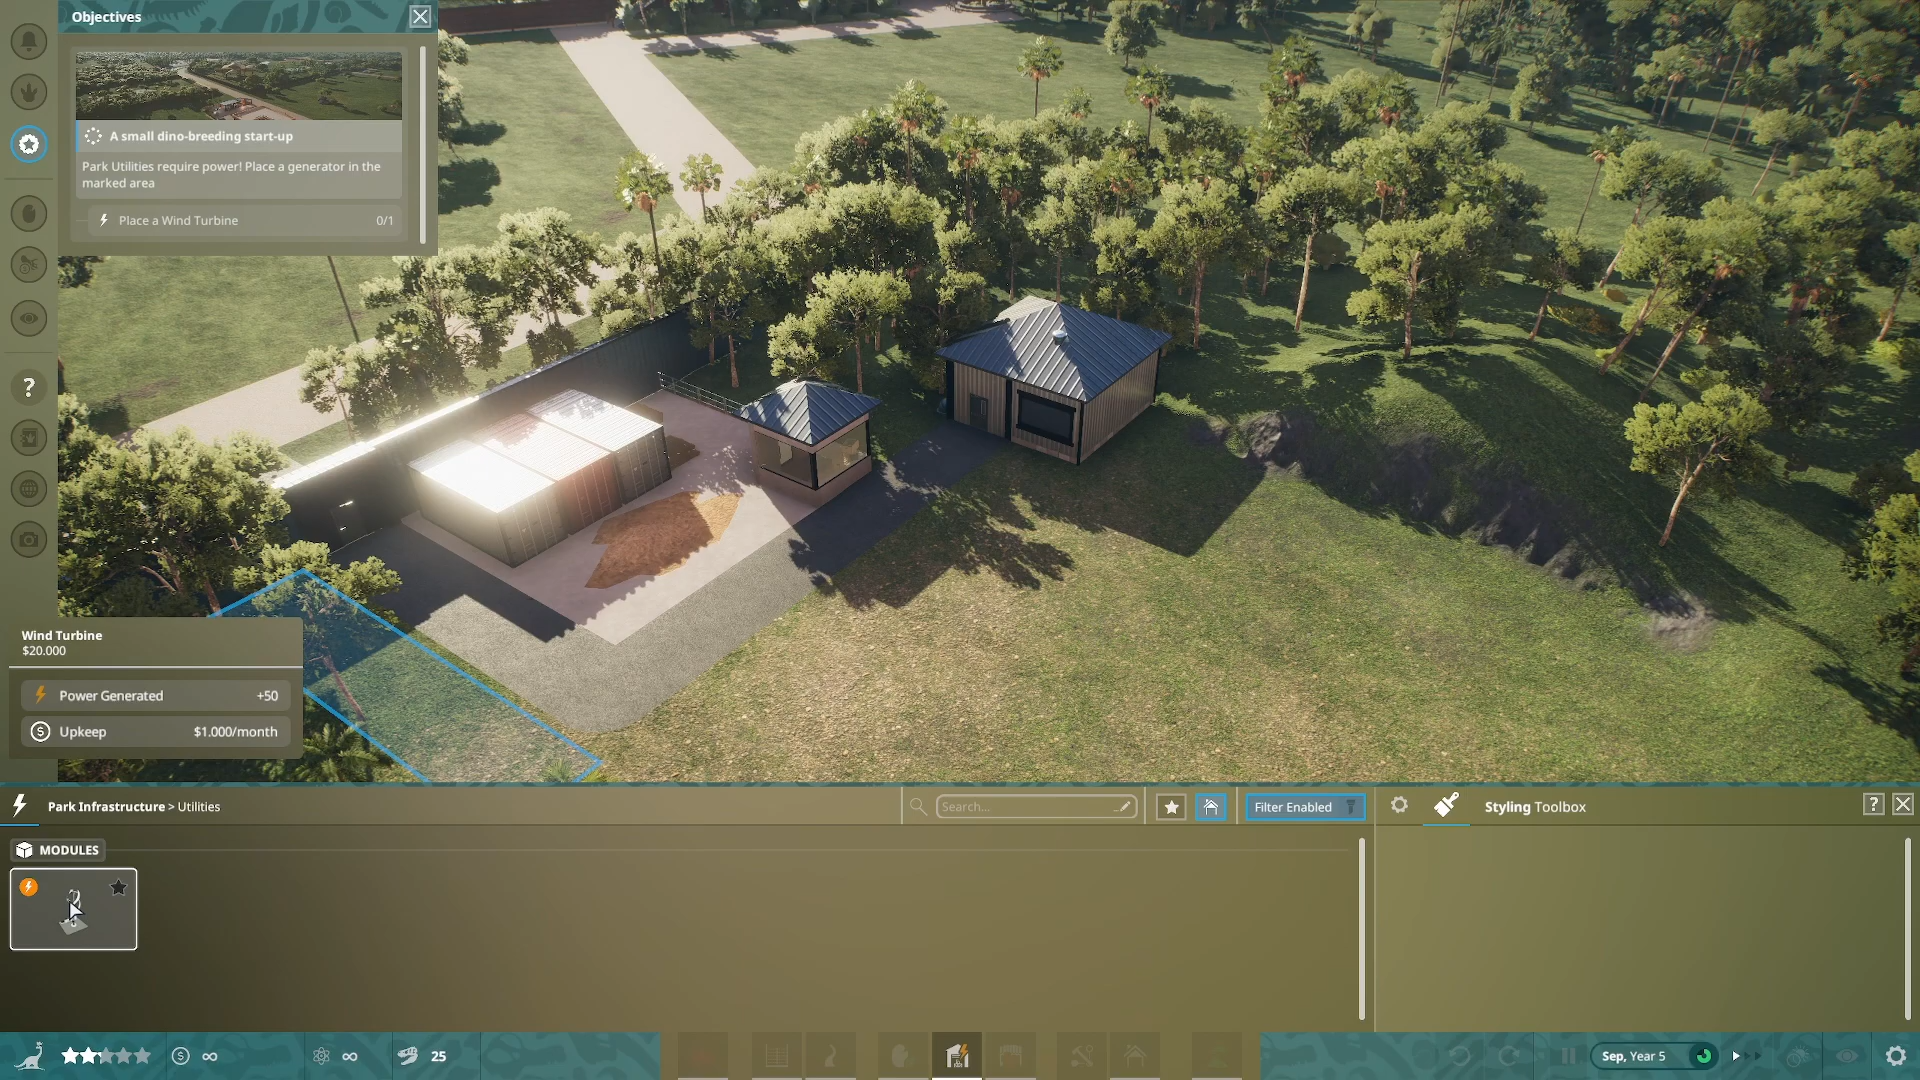 Objectives
A small dino-breeding start-up
Park Utilities require power! Place a generator in the
marked area
Place a Wind Turbine 0/1
?
Wind Turbine
$20.000
Power Generated +50
Upkeep $1.000/month
Park Infrastructure > Utilities
Search...
Filter Enabled
Styling Toolbox
?
MODULES
∞
∞
25
Sep, Year 5